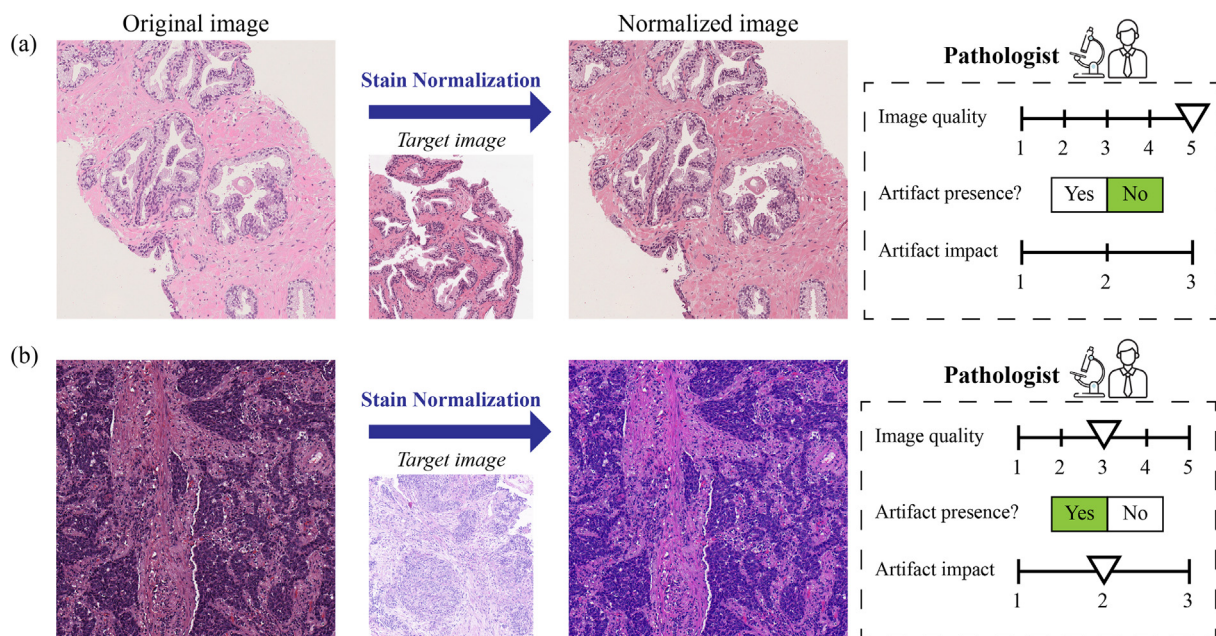 Original image
Normalized image
(a)
Pathologist
Stain Normalization
Target image
Image quality
1 2 3 4 5
Artifact presence?
Yes No
Artifact impact
1 2 3
(b)
Pathologist
Stain Normalization
Target image
Image quality
1 2 3 4 5
Artifact presence?
Yes No
Artifact impact
1 2 3